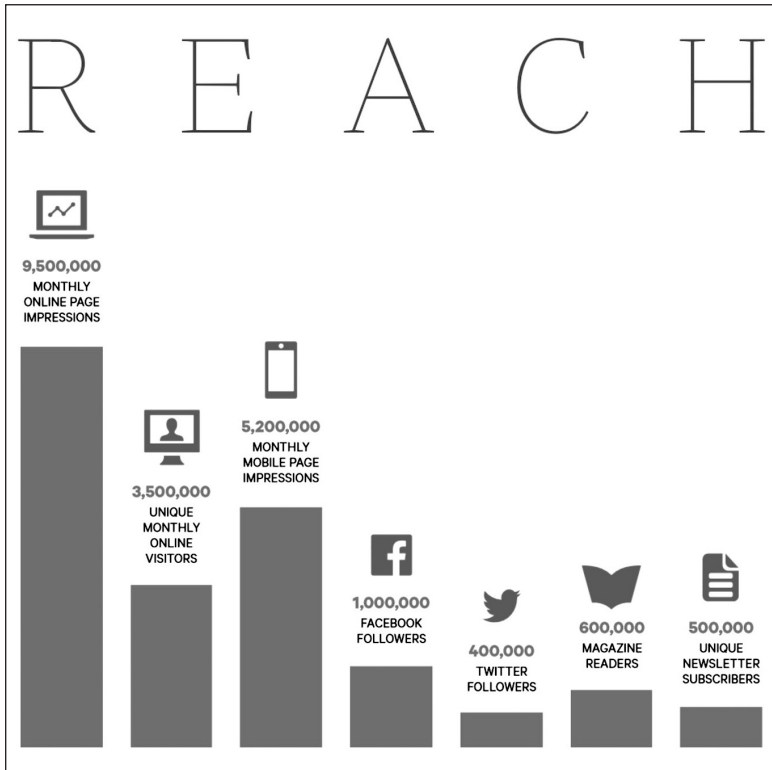 R E A C H
9,500,000
MONTHLY
ONLINE PAGE
IMPRESSIONS
3,500,000
UNIQUE
MONTHLY
ONLINE
VISITORS
5,200,000
MONTHLY
MOBILE PAGE
IMPRESSIONS
1,000,000
FACEBOOK
FOLLOWERS
400,000
TWITTER
FOLLOWERS
600,000
MAGAZINE
READERS
500,000
UNIQUE
NEWSLETTER
SUBSCRIBERS